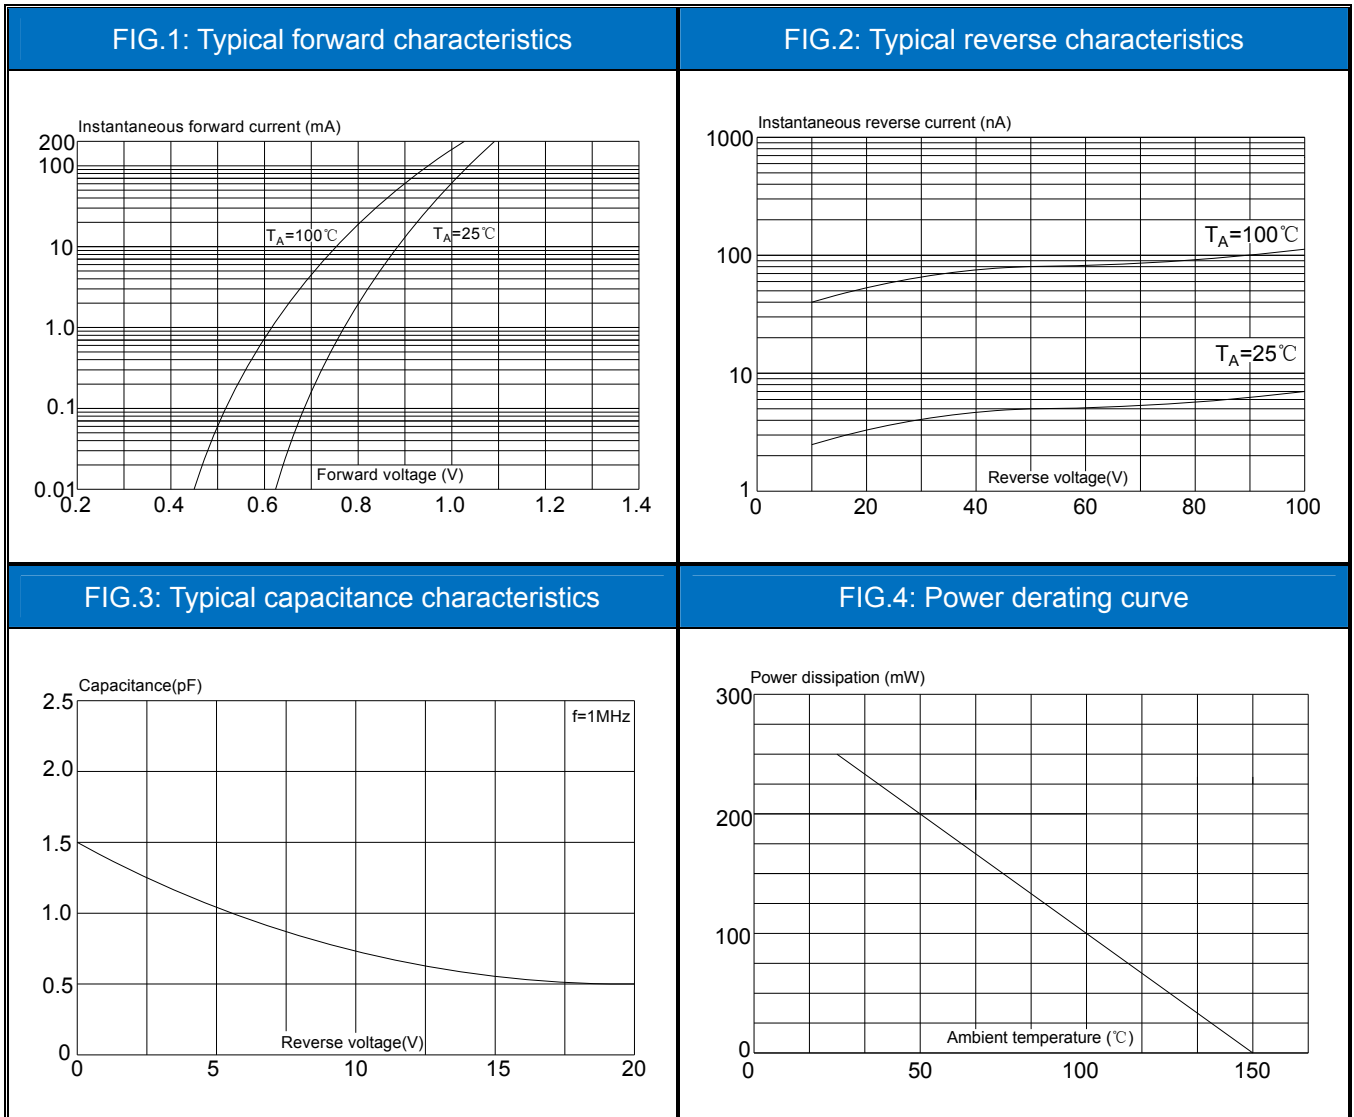 FIG.1: Typical forward characteristics
Instantaneous forward current (mA)
200
100
10
1.0
0.1
0.01
TA=100℃
TA=25℃
Forward voltage (V)
0.2 0.4 0.6 0.8 1.0 1.2 1.4
FIG.2: Typical reverse characteristics
Instantaneous reverse current (nA)
1000
100
10
1
TA=100℃
TA=25℃
Reverse voltage(V)
0 20 40 60 80 100
FIG.3: Typical capacitance characteristics
Capacitance(pF)
2.5
2.0
1.5
1.0
0.5
0
f=1MHz
Reverse voltage(V)
0 5 10 15 20
FIG.4: Power derating curve
Power dissipation (mW)
300
200
100
0
Ambient temperature (℃)
0 50 100 150